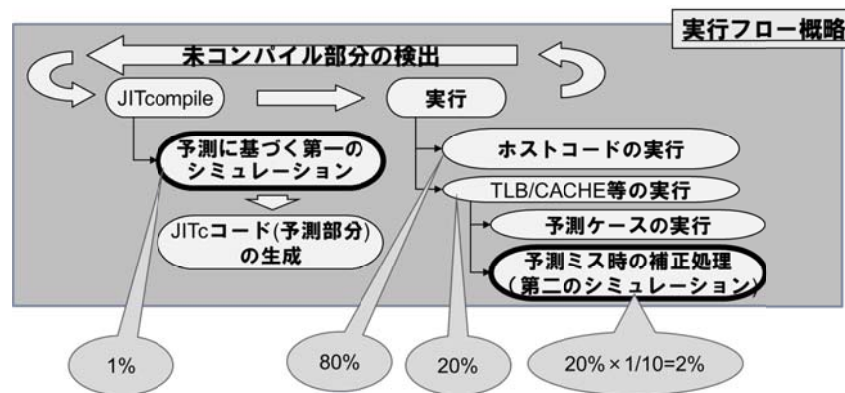 実行フロー概略
未コンパイル部分の検出
JITcompile
実行
予測に基づく第一の
シミュレーション
ホストコードの実行
TLB/CACHE等の実行
JITcコード(予測部分)
の生成
予測ケースの実行
予測ミス時の補正処理
(第二のシミュレーション)
1%
80%
20%
20%×1/10=2%